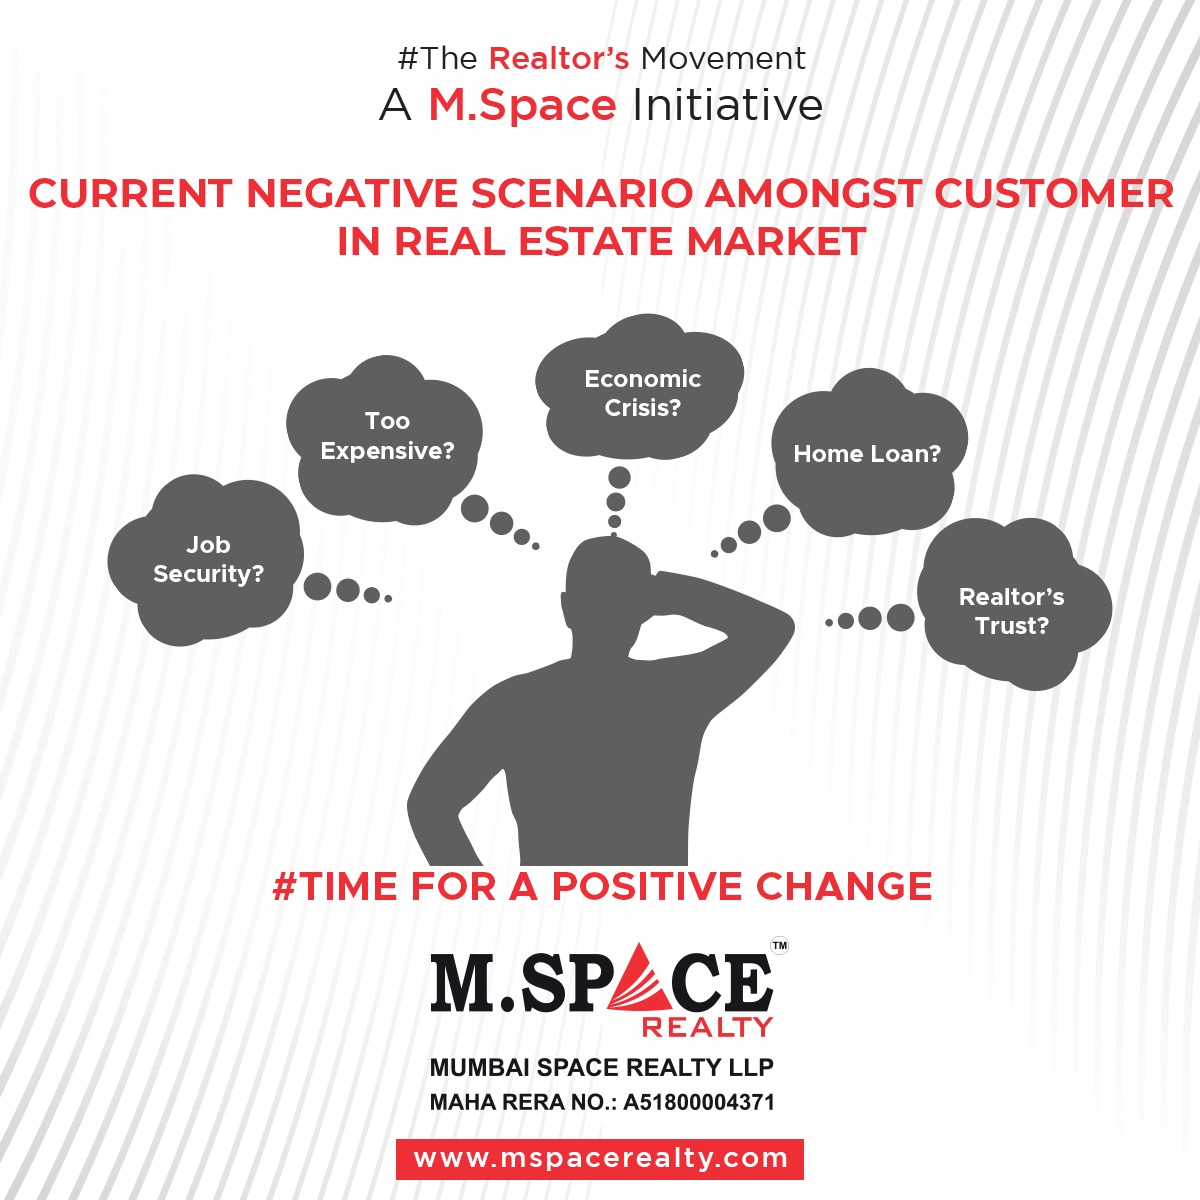 #The Realtor's Movement
A M.Space Initiative
CURRENT NEGATIVE SCENARIO AMONGST CUSTOMER
IN REAL ESTATE MARKET
Job
Security?
Too
Expensive?
Economic
Crisis?
Home Loan?
Realtor's
Trust?
#TIME FOR A POSITIVE CHANGE
M.SPACE
TM
REALTY
MUMBAI SPACE REALTY LLP
MAHA RERA NO.: A51800004371
www.mspacerealty.com